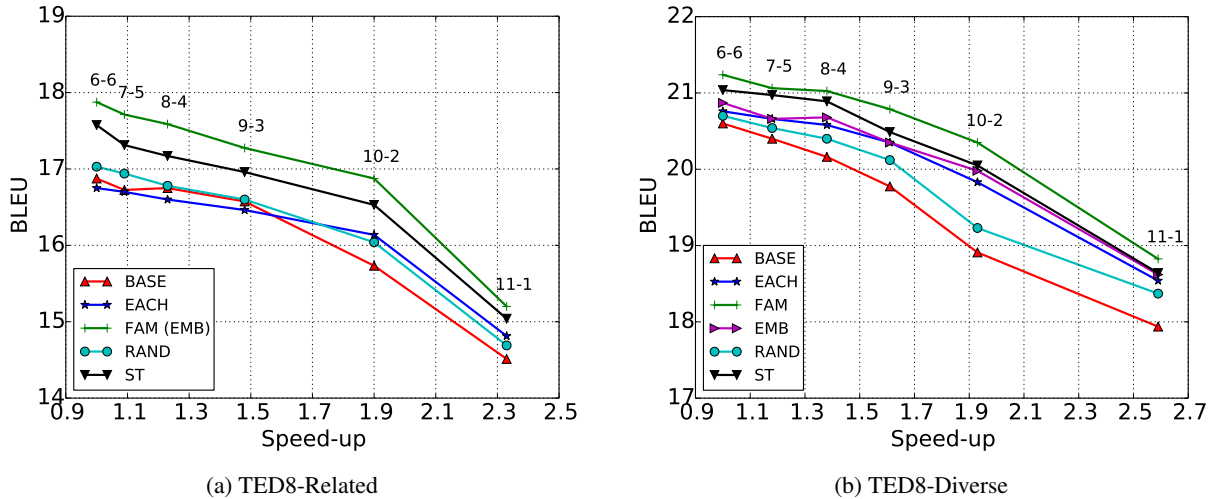 19
18
17
16
15
14
BLEU
6-6
7-5
8-4
9-3
10-2
11-1
BASE
EACH
FAM (EMB)
RAND
ST
0.9 1.1 1.3 1.5 1.7 1.9 2.1 2.3 2.5
Speed-up
(a) TED8-Related
22
21
20
19
18
17
BLEU
6-6
7-5
8-4
9-3
10-2
11-1
BASE
EACH
FAM
EMB
RAND
ST
0.9 1.1 1.3 1.5 1.7 1.9 2.1 2.3 2.5 2.7
Speed-up
(b) TED8-Diverse